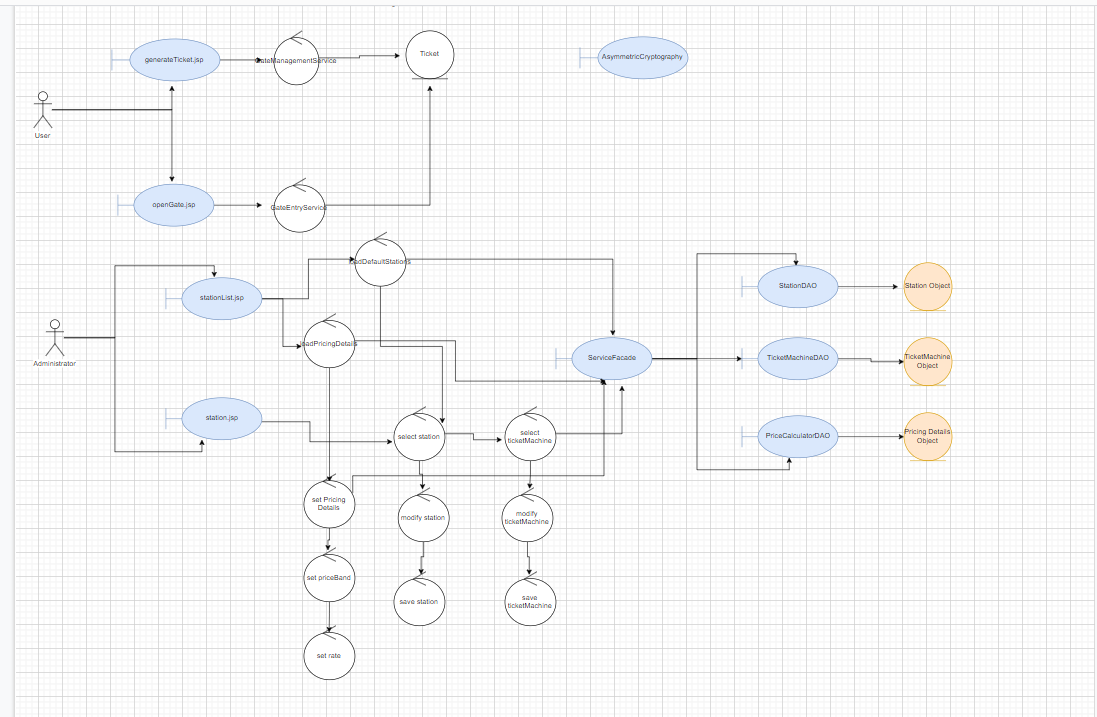 generateTicket.jsp
GateManagementService
Ticket
AsymmetricCryptography
User
openGate.jsp
GateEntryService
loadDefaultStations
stationList.jsp
StationDAO
Station Object
Administrator
loadPricingDetails
ServiceFacade
TicketMachineDAO
TicketMachine
Object
station.jsp
select station
select
ticketMachine
PriceCalculatorDAO
Pricing Details
Object
set Pricing
Details
modify station
modify
ticketMachine
set priceBand
save station
save
ticketMachine
set rate